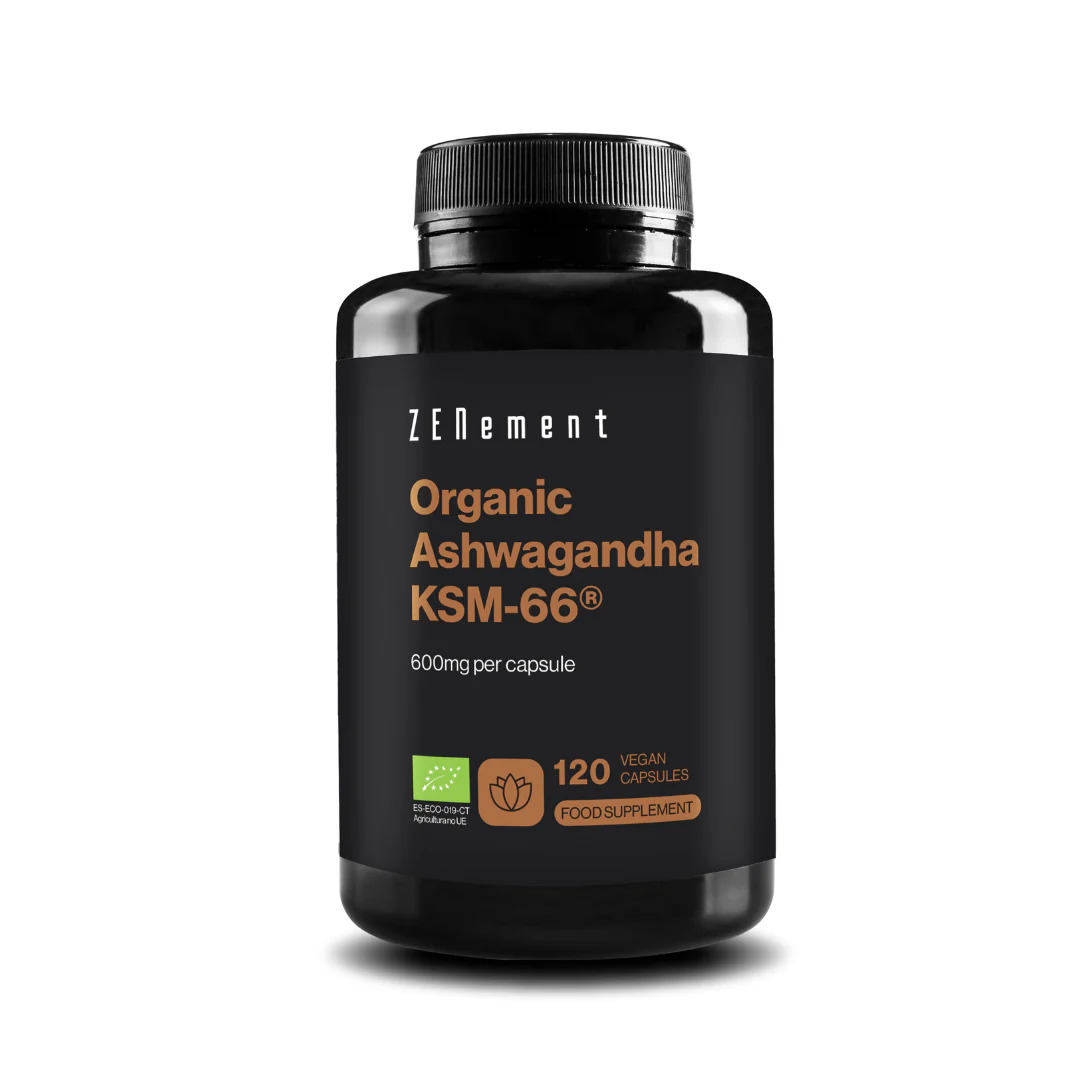 ZENement
Organic
Ashwagandha
KSM-66®
600mg per capsule
120
VEGAN
CAPSULES
FOOD SUPPLEMENT
ES-ECO-019-CT
Agricultura no UE